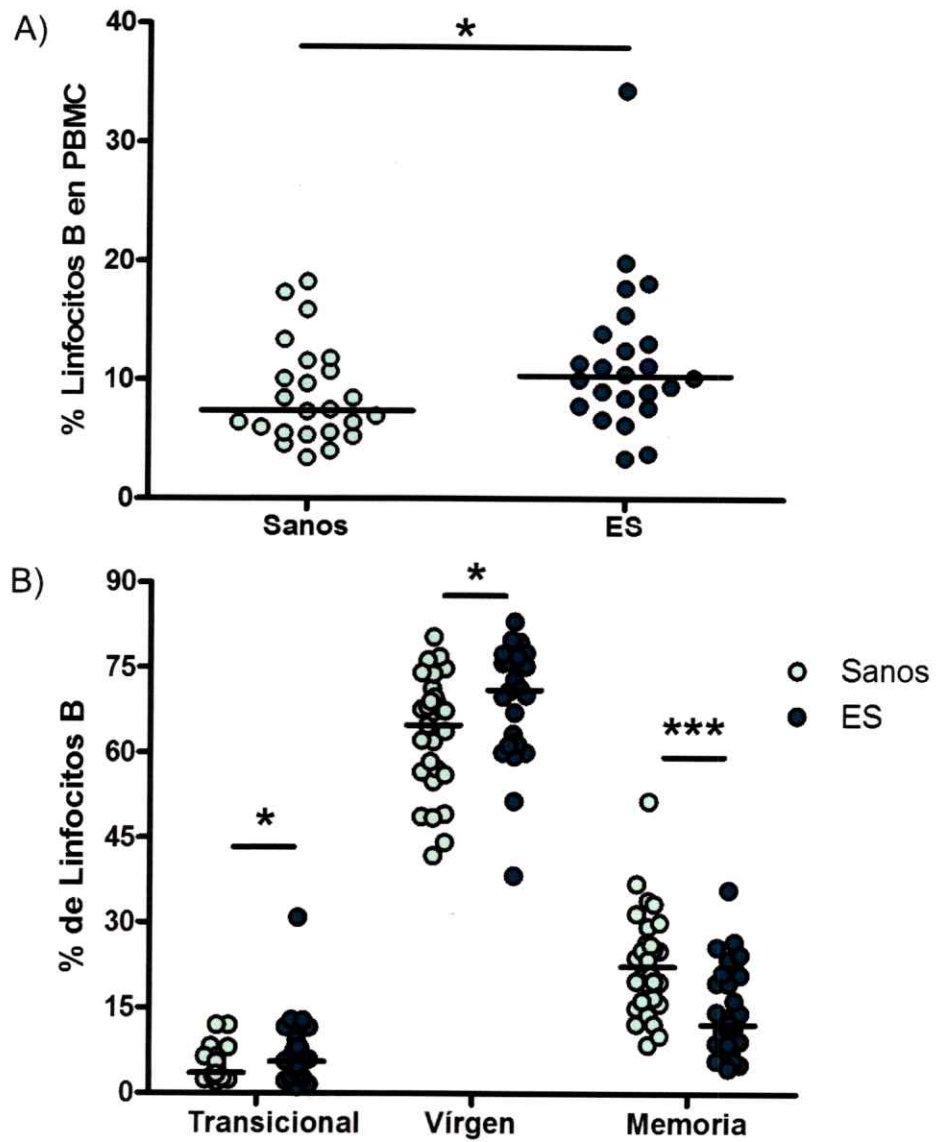 A)
% Linfocitos B en PBMC
40
30
20
10
0
*
Sanos
ES
B)
% de Linfocitos B
90
75
60
45
30
15
0
*
*
***
Sanos
ES
Transicional
Vírgen
Memoria